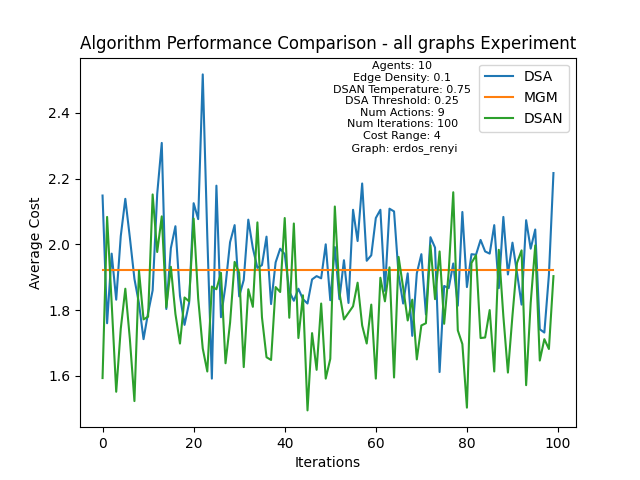 Algorithm Performance Comparison - all graphs Experiment
Agents: 10
Edge Density: 0.1
DSAN Temperature: 0.75
DSA Threshold: 0.25
Num Actions: 9
Num Iterations: 100
Cost Range: 4
Graph: erdos_renyi
DSA
MGM
DSAN
Average Cost
2.4
2.2
2.0
1.8
1.6
0
20
40
60
80
100
Iterations